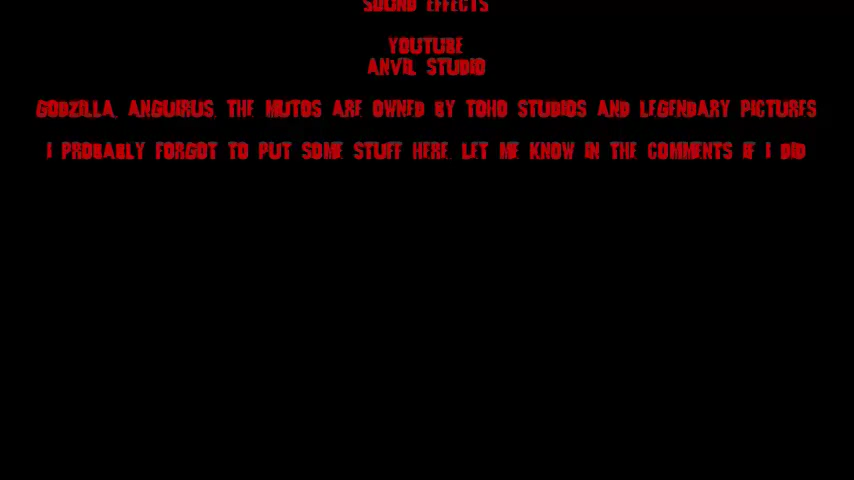 SOUND EFFECTS
YOUTUBE
ANVIL STUDIO
GODZILLA, ANGUIRUS, THE MUTOS ARE OWNED BY TOHO STUDIOS AND LEGENDARY PICTURES
I PROBABLY FORGOT TO PUT SOME STUFF HERE. LET ME KNOW IN THE COMMENTS IF I DID